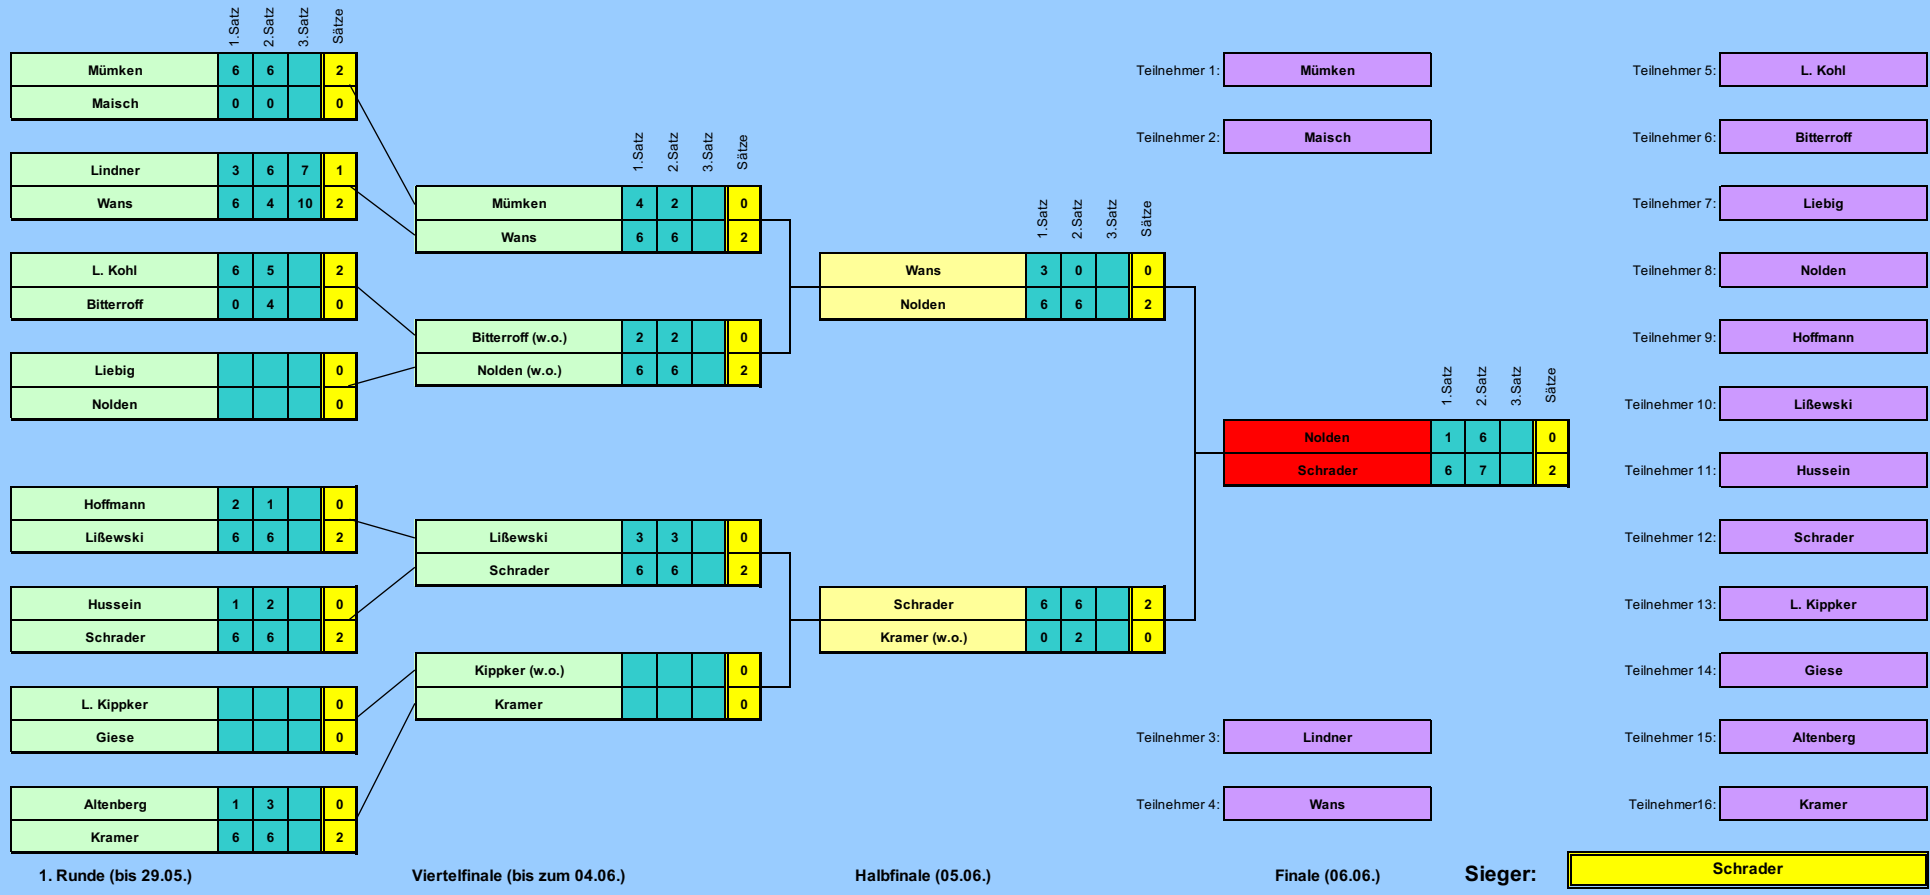 1.Satz 2.Satz 3.Satz Sätze
Mümken 6 6 2
Maisch 0 0 0
Lindner 3 6 7 1
Wans 6 4 10 2
L. Kohl 6 5 2
Bitterroff 0 4 0
Liebig 0
Nolden 0
Hoffmann 2 1 0
Lißewski 6 6 2
Hussein 1 2 0
Schrader 6 6 2
L. Kippker 0
Giese 0
Altenberg 1 3 0
Kramer 6 6 2
1. Runde (bis 29.05.)
1.Satz 2.Satz 3.Satz Sätze
Mümken 4 2 0
Wans 6 6 2
Bitterroff (w.o.) 2 2 0
Nolden (w.o.) 6 6 2
Lißewski 3 3 0
Schrader 6 6 2
Kippker (w.o.) 0
Kramer 0
Viertelfinale (bis zum 04.06.)
1.Satz 2.Satz 3.Satz Sätze
Wans 3 0 0
Nolden 6 6 2
Schrader 6 6 2
Kramer (w.o.) 0 2 0
Halbfinale (05.06.)
Teilnehmer 1: Mümken
Teilnehmer 2: Maisch
1.Satz 2.Satz 3.Satz Sätze
Nolden 1 6 0
Schrader 6 7 2
Teilnehmer 3: Lindner
Teilnehmer 4: Wans
Finale (06.06.)
Teilnehmer 5: L. Kohl
Teilnehmer 6: Bitterroff
Teilnehmer 7: Liebig
Teilnehmer 8: Nolden
Teilnehmer 9: Hoffmann
Teilnehmer 10: Lißewski
Teilnehmer 11: Hussein
Teilnehmer 12: Schrader
Teilnehmer 13: L. Kippker
Teilnehmer 14: Giese
Teilnehmer 15: Altenberg
Teilnehmer16: Kramer
Sieger: Schrader